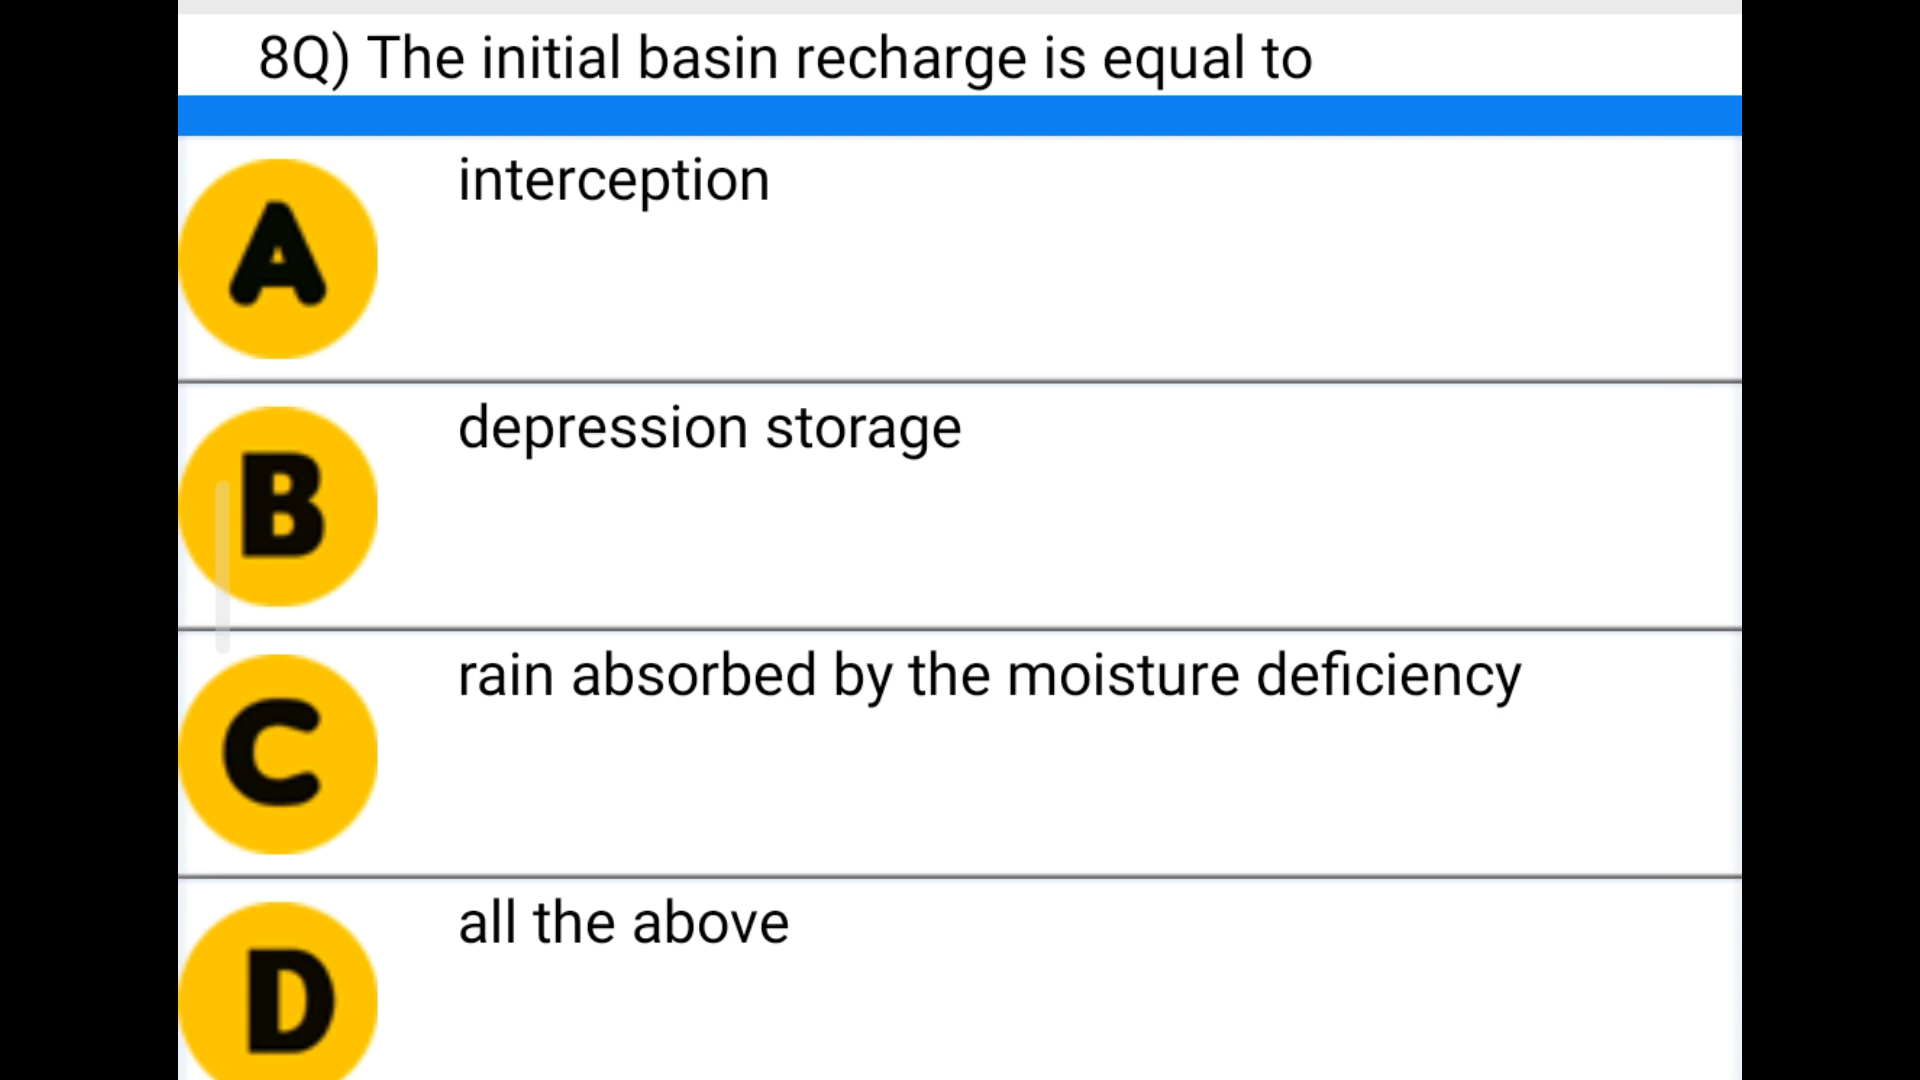 8Q) The initial basin recharge is equal to
A
interception
B
depression storage
C
rain absorbed by the moisture deficiency
D
all the above